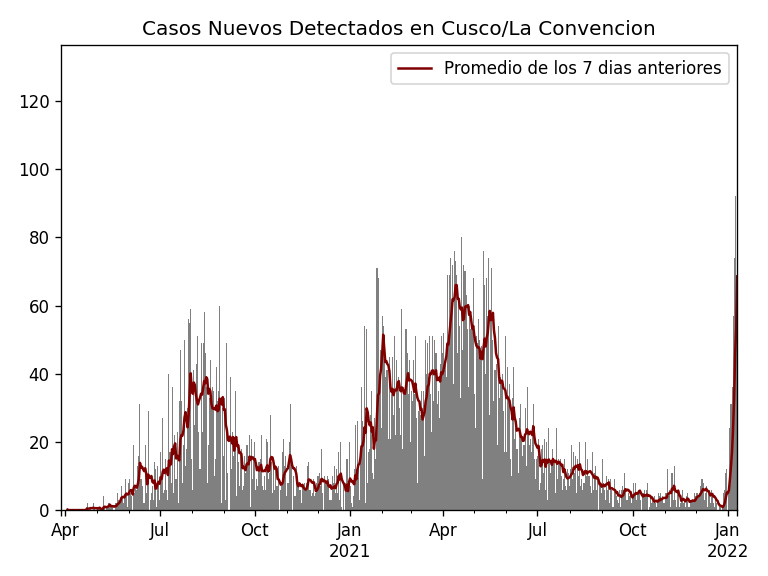 Casos Nuevos Detectados en Cusco/La Convencion
Promedio de los 7 dias anteriores
120
100
80
60
40
20
0
Apr Jul Oct Jan Apr Jul Oct Jan
2021 2022